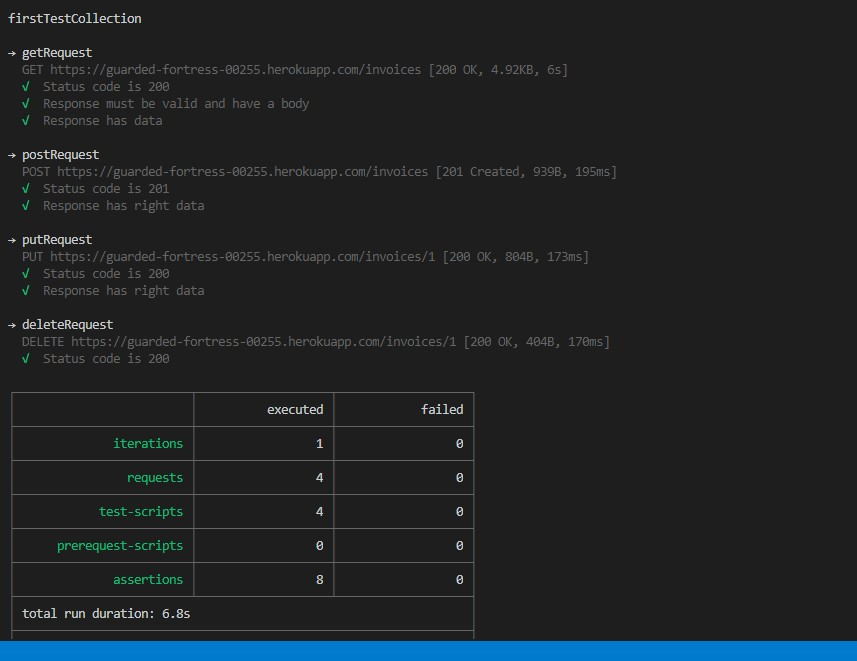 firstTestCollection
→ getRequest
GET https://guarded-fortress-00255.herokuapp.com/invoices [200 OK, 4.92KB, 6s]
√ Status code is 200
√ Response must be valid and have a body
√ Response has data
→ postRequest
POST https://guarded-fortress-00255.herokuapp.com/invoices [201 Created, 939B, 195ms]
√ Status code is 201
√ Response has right data
→ putRequest
PUT https://guarded-fortress-00255.herokuapp.com/invoices/1 [200 OK, 804B, 173ms]
√ Status code is 200
√ Response has right data
→ deleteRequest
DELETE https://guarded-fortress-00255.herokuapp.com/invoices/1 [200 OK, 404B, 170ms]
√ Status code is 200
executed failed
iterations 1 0
requests 4 0
test-scripts 4 0
prerequest-scripts 0 0
assertions 8 0
total run duration: 6.8s